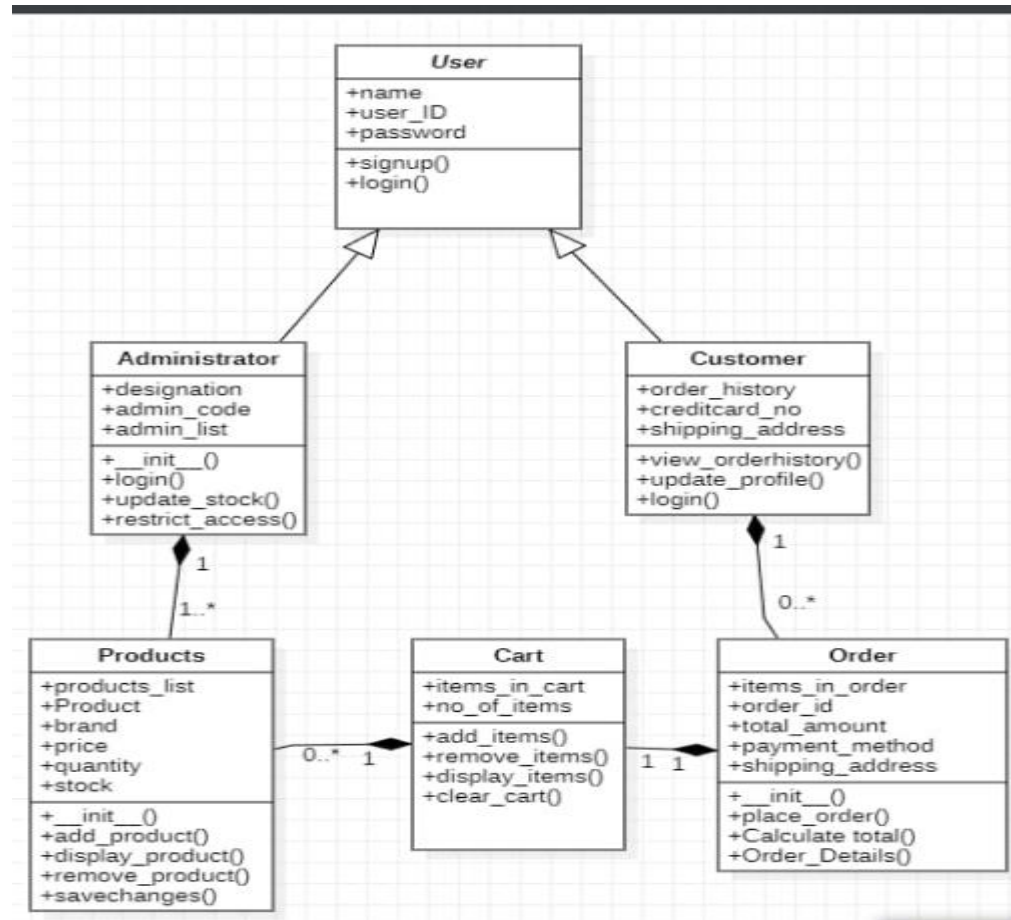 User
+name
+user_ID
+password
+signup()
+login()
Administrator
+designation
+admin_code
+admin_list
+__init__()
+login()
+update_stock()
+restrict_access()
Customer
+order_history
+creditcard_no
+shipping_address
+view_orderhistory()
+update_profile()
+login()
1
1..*
1
0..*
Products
+products_list
+Product
+brand
+price
+quantity
+stock
+__init__()
+add_product()
+display_product()
+remove_product()
+savechanges()
0..*
1
Cart
+items_in_cart
+no_of_items
+add_items()
+remove_items()
+display_items()
+clear_cart()
1
1
Order
+items_in_order
+order_id
+total_amount
+payment_method
+shipping_address
+__init__()
+place_order()
+Calculate total()
+Order_Details()